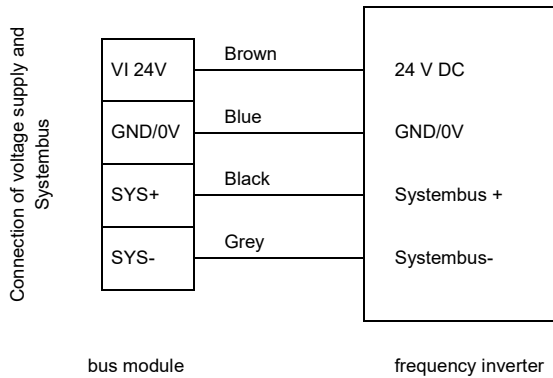 Connection of voltage supply and
Systembus
VI 24V
Brown
24 V DC
GND/0V
Blue
GND/0V
SYS+
Black
Systembus +
SYS-
Grey
Systembus-
bus module
frequency inverter